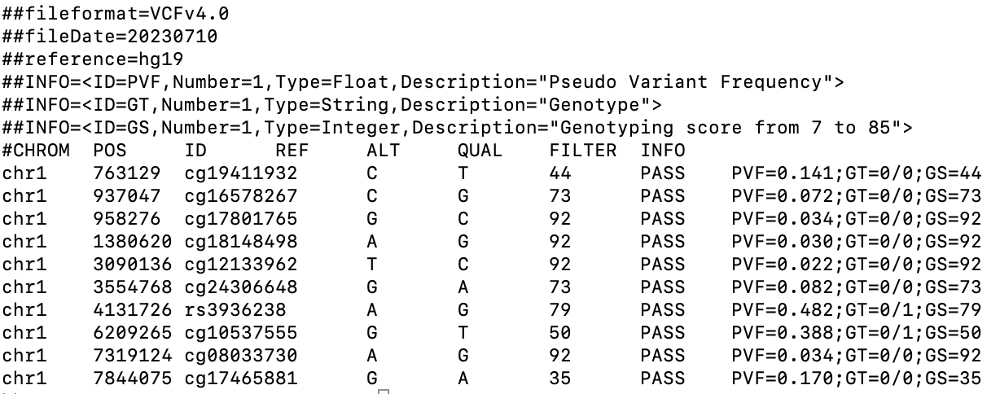 ##fileformat=VCFv4.0
##fileDate=20230710
##reference=hg19
##INFO=<ID=PVF,Number=1,Type=Float,Description="Pseudo Variant Frequency">
##INFO=<ID=GT,Number=1,Type=String,Description="Genotype">
##INFO=<ID=GS,Number=1,Type=Integer,Description="Genotyping score from 7 to 85">
#CHROM POS ID REF ALT QUAL FILTER INFO
chr1 763129 cg19411932 C T 44 PASS PVF=0.141;GT=0/0;GS=44
chr1 937047 cg16578267 C G 73 PASS PVF=0.072;GT=0/0;GS=73
chr1 958276 cg17801765 G C 92 PASS PVF=0.034;GT=0/0;GS=92
chr1 1380620 cg18148498 A G 92 PASS PVF=0.030;GT=0/0;GS=92
chr1 3090136 cg12133962 T C 92 PASS PVF=0.022;GT=0/0;GS=92
chr1 3554768 cg24306648 G A 73 PASS PVF=0.082;GT=0/0;GS=73
chr1 4131726 rs3936238 A G 79 PASS PVF=0.482;GT=0/1;GS=79
chr1 6209265 cg10537555 G T 50 PASS PVF=0.388;GT=0/1;GS=50
chr1 7319124 cg08033730 A G 92 PASS PVF=0.034;GT=0/0;GS=92
chr1 7844075 cg17465881 G A 35 PASS PVF=0.170;GT=0/0;GS=35